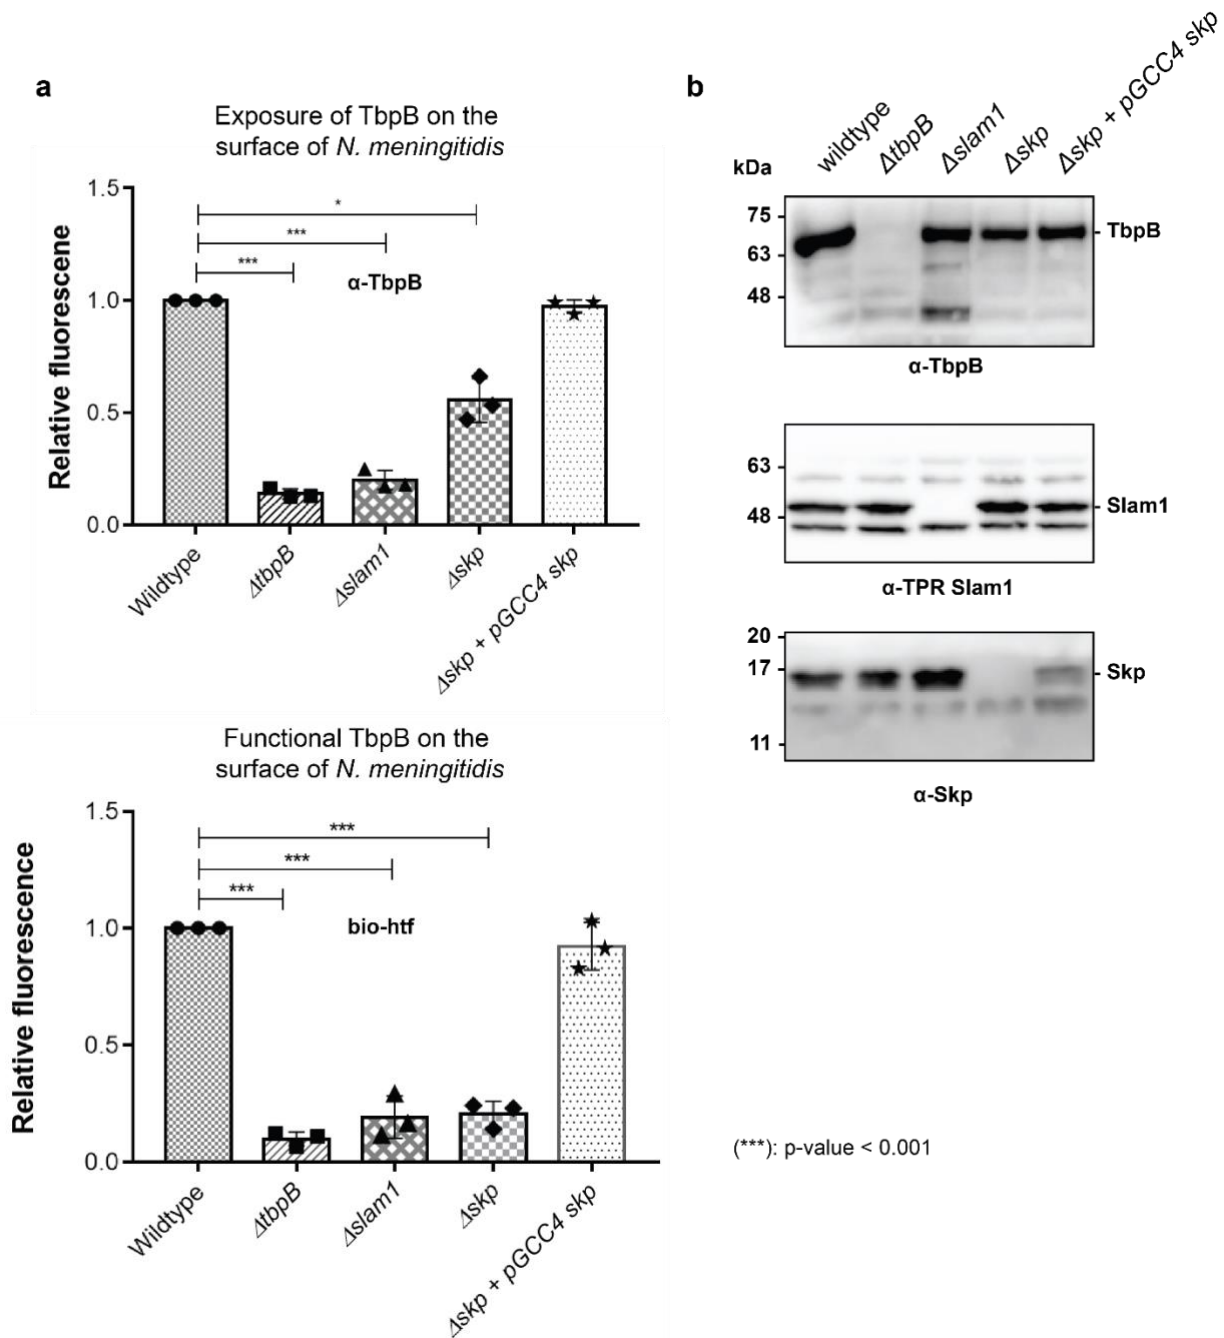 a
Exposure of TbpB on the
surface of N. meningitidis
Relative fluorescene
1.5
1.0
0.5
0.0
*
***
***
α-TbpB
Wildtype
ΔtbpB
Δslam1
Δskp
Δskp + pGCC4 skp
Functional TbpB on the
surface of N. meningitidis
Relative fluorescence
1.5
1.0
0.5
0.0
***
***
***
bio-htf
Wildtype
ΔtbpB
Δslam1
Δskp
Δskp + pGCC4 skp
b
kDa
wildtype
ΔtbpB
Δslam1
Δskp
Δskp + pGCC4 skp
75
63
48
TbpB
α-TbpB
63
48
Slam1
α-TPR Slam1
20
17
11
Skp
α-Skp
(***): p-value < 0.001